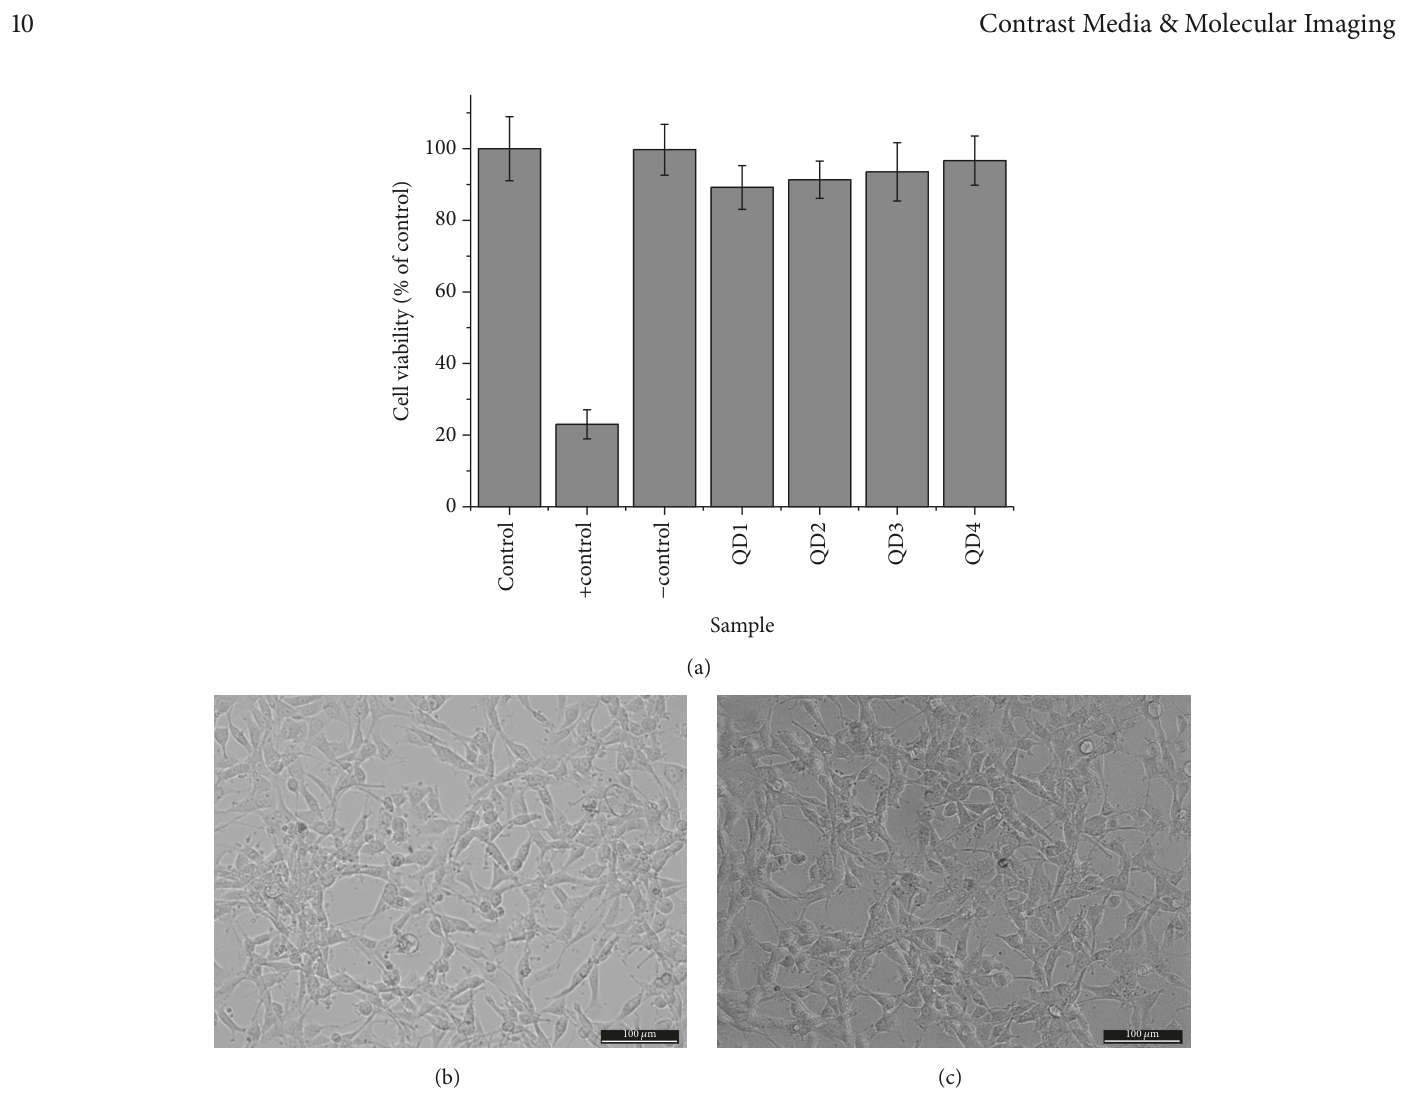 10
Contrast Media & Molecular Imaging
100
80
60
40
20
0
Cell viability (% of control)
Control
+control
−control
QD1
QD2
QD3
QD4
Sample
(a)
100 μm
100 μm
(b)
(c)